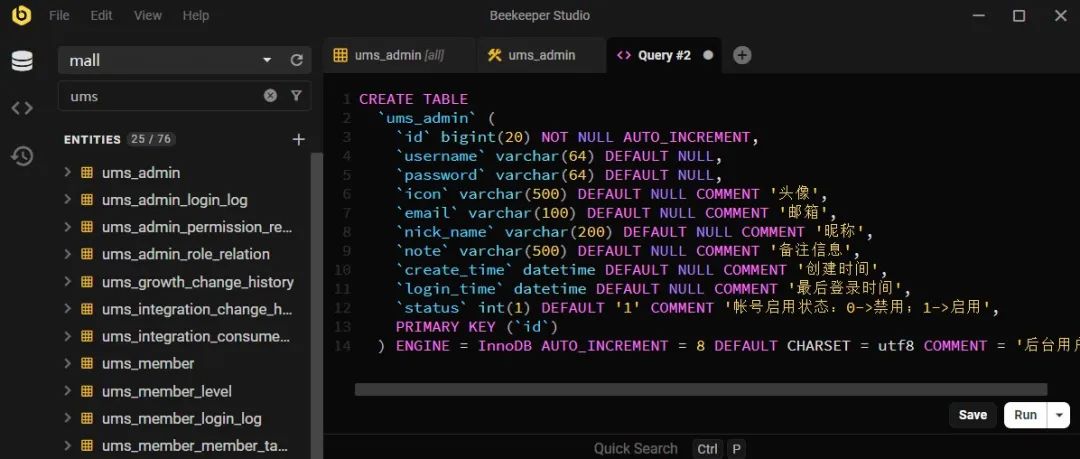 File Edit View Help
Beekeeper Studio
mall
ums
ENTITIES 25 / 76
ums_admin
ums_admin_login_log
ums_admin_permission_re...
ums_admin_role_relation
ums_growth_change_history
ums_integration_change_h...
ums_integration_consume...
ums_member
ums_member_level
ums_member_login_log
ums_member_member_ta...
ums_admin [all]
ums_admin
Query #2
1 CREATE TABLE
2 `ums_admin` (
3 `id` bigint(20) NOT NULL AUTO_INCREMENT,
4 `username` varchar(64) DEFAULT NULL,
5 `password` varchar(64) DEFAULT NULL,
6 `icon` varchar(500) DEFAULT NULL COMMENT '头像',
7 `email` varchar(100) DEFAULT NULL COMMENT '邮箱',
8 `nick_name` varchar(200) DEFAULT NULL COMMENT '昵称',
9 `note` varchar(500) DEFAULT NULL COMMENT '备注信息',
10 `create_time` datetime DEFAULT NULL COMMENT '创建时间',
11 `login_time` datetime DEFAULT NULL COMMENT '最后登录时间',
12 `status` int(1) DEFAULT '1' COMMENT '帐号启用状态：0->禁用；1->启用',
13 PRIMARY KEY (`id`)
14 ) ENGINE = InnoDB AUTO_INCREMENT = 8 DEFAULT CHARSET = utf8 COMMENT = '后台用户
Save Run
Quick Search Ctrl P